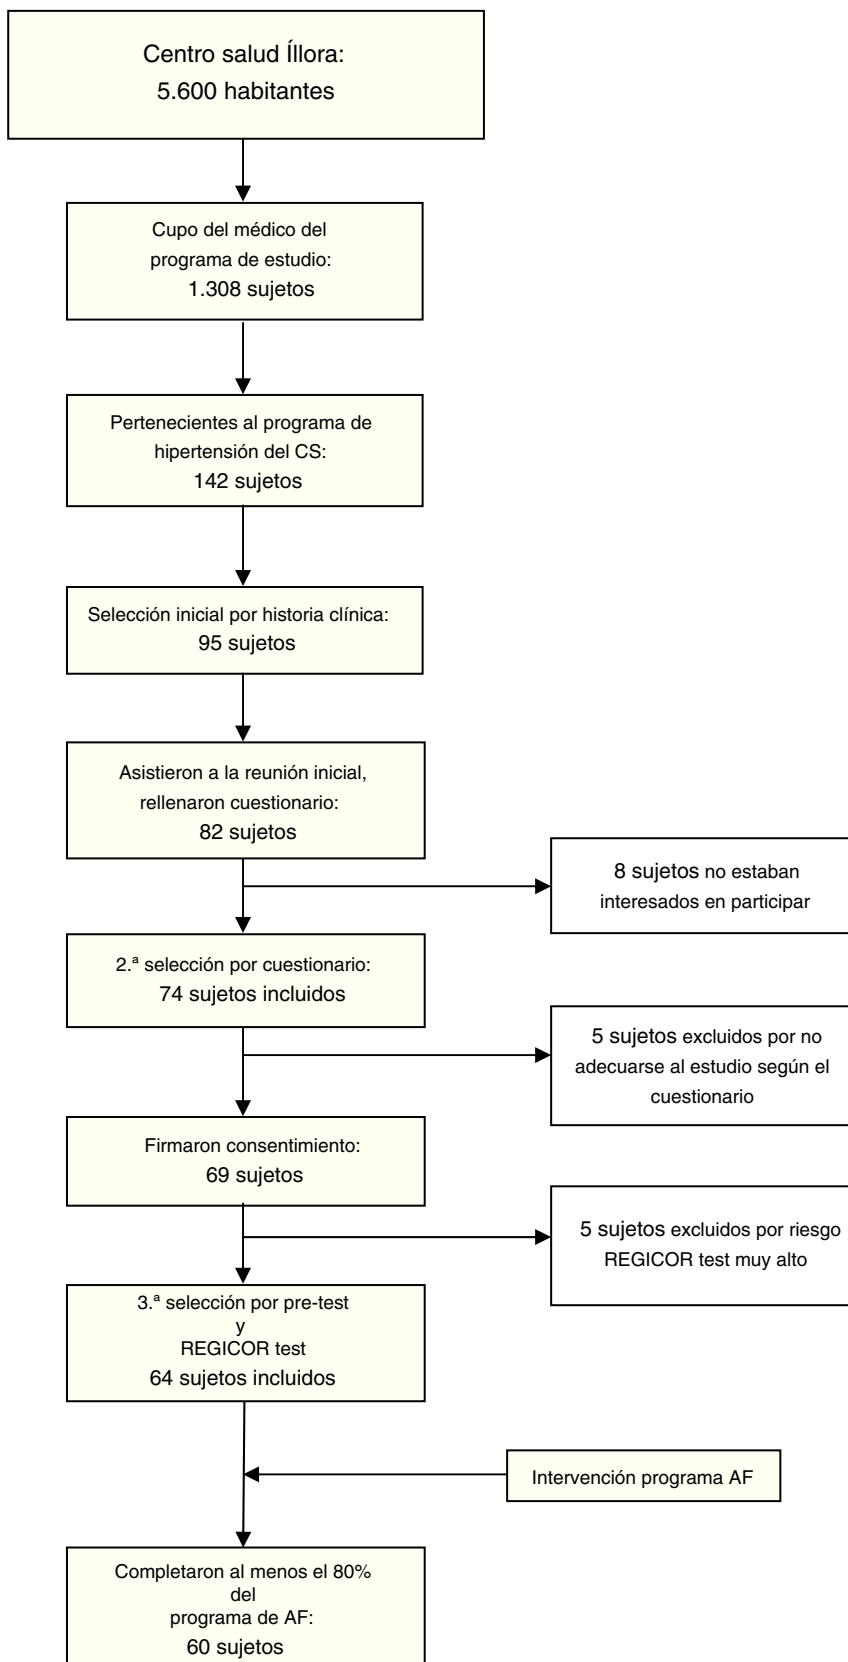 Centro salud Íllora:
5.600 habitantes
Cupo del médico del
programa de estudio:
1.308 sujetos
Pertenecientes al programa de
hipertensión del CS:
142 sujetos
Selección inicial por historia clínica:
95 sujetos
Asistieron a la reunión inicial,
rellenaron cuestionario:
82 sujetos
8 sujetos no estaban
interesados en participar
2.ª selección por cuestionario:
74 sujetos incluidos
5 sujetos excluidos por no
adecuarse al estudio según el
cuestionario
Firmaron consentimiento:
69 sujetos
5 sujetos excluidos por riesgo
REGICOR test muy alto
3.ª selección por pre-test
y
REGICOR test
64 sujetos incluidos
Intervención programa AF
Completaron al menos el 80%
del
programa de AF:
60 sujetos